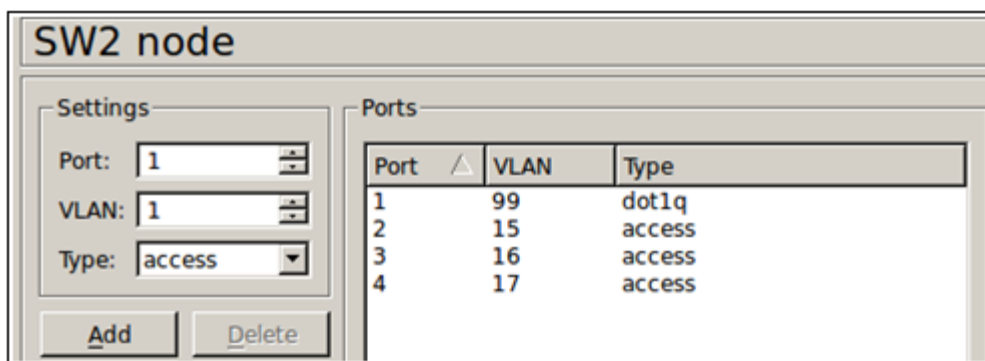 SW2 node
Settings
Port: 1
VLAN: 1
Type: access
Add Delete
Ports
Port VLAN Type
1 99 dot1q
2 15 access
3 16 access
4 17 access